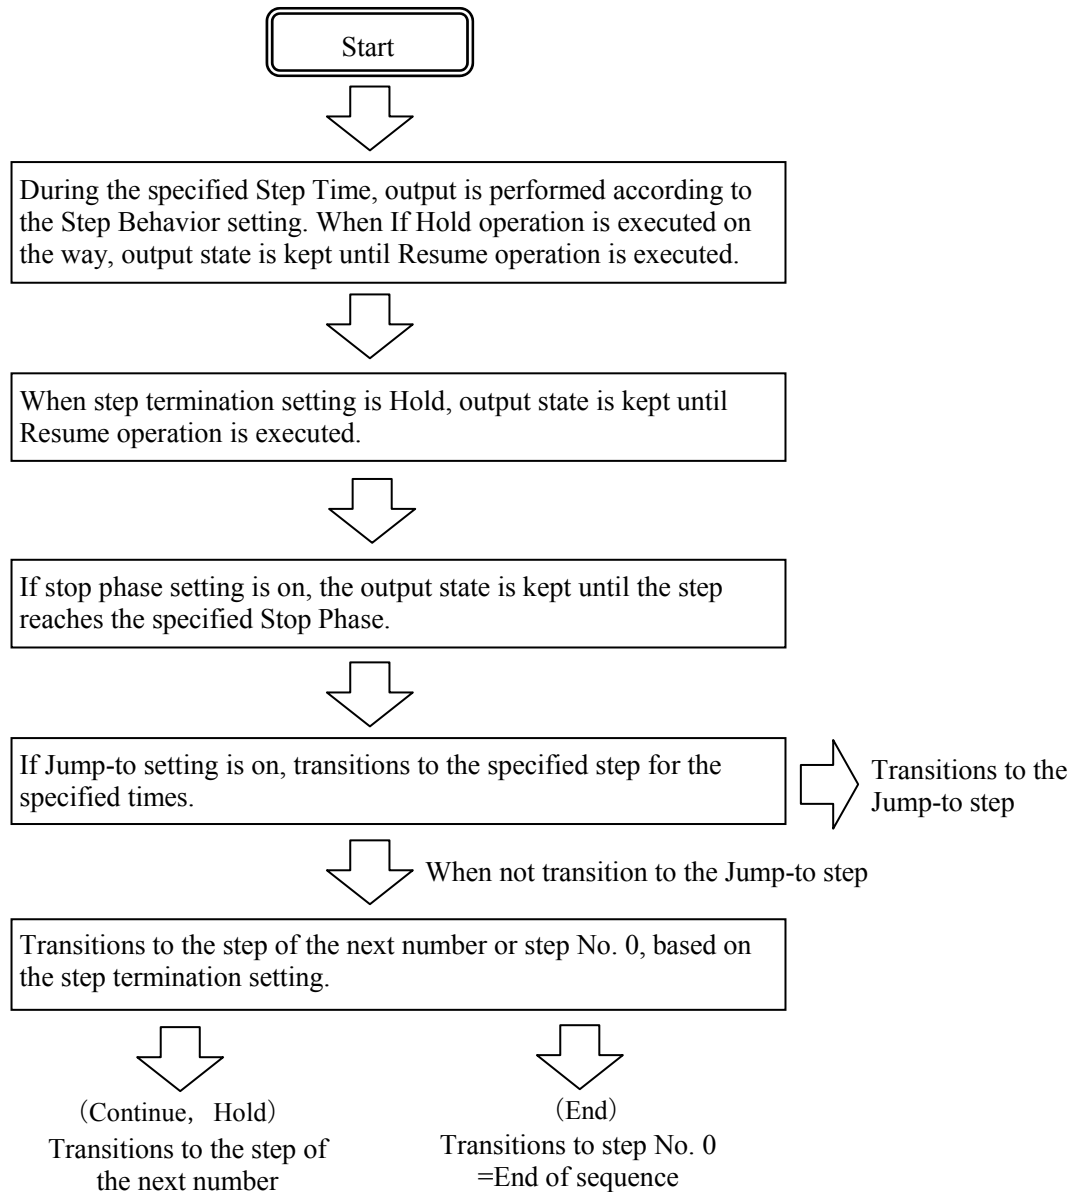 Start
During the specified Step Time, output is performed according to
the Step Behavior setting. When If Hold operation is executed on
the way, output state is kept until Resume operation is executed.
When step termination setting is Hold, output state is kept until
Resume operation is executed.
If stop phase setting is on, the output state is kept until the step
reaches the specified Stop Phase.
If Jump-to setting is on, transitions to the specified step for the
specified times.
Transitions to the
Jump-to step
When not transition to the Jump-to step
Transitions to the step of the next number or step No. 0, based on
the step termination setting.
（Continue， Hold）
Transitions to the step of
the next number
（End）
Transitions to step No. 0
=End of sequence